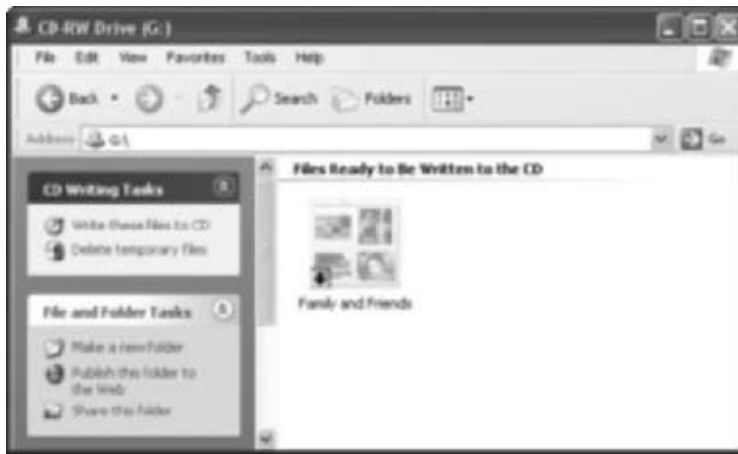 CD-RW Drive (G:)
File Edit View Favorites Tools Help
Back Search Folders
Address G:\ Go
Files Ready to Be Written to the CD
CD Writing Tasks
Write these files to CD
Delete temporary files
Family and Friends
File and Folder Tasks
Make a new folder
Publish this folder to
the Web
Share this folder